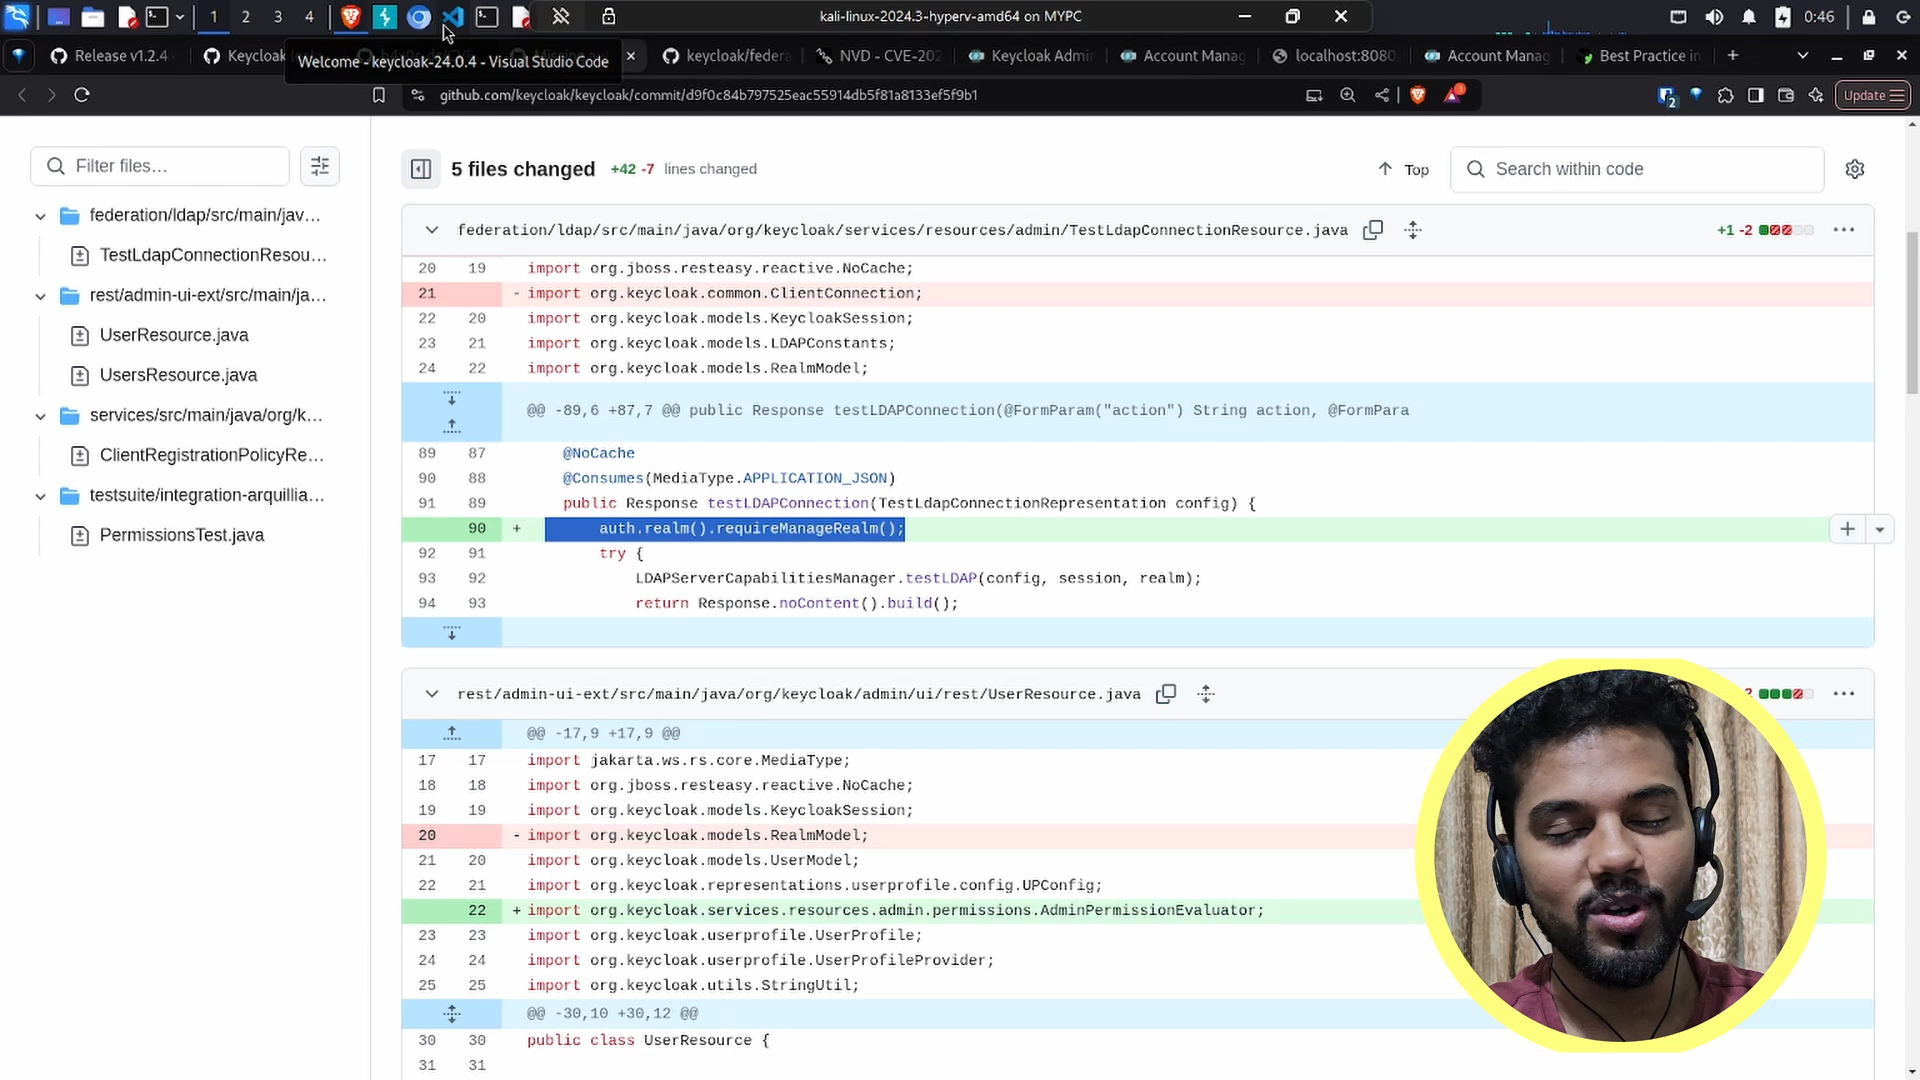 1 2 3 4
kali-linux-2024.3-hyperv-amd64 on MYPC
0:46
Release v1.2.4
Keycloak
keycloak/federa
NVD - CVE-202
Keycloak Admin
Account Manag
localhost:8080
Account Manag
Best Practice in
Welcome - keycloak-24.0.4 - Visual Studio Code
github.com/keycloak/keycloak/commit/d9f0c84b797525eac55914db5f81a8133ef5f9b1
1
2
Update
Filter files…
federation/ldap/src/main/jav…
TestLdapConnectionResou…
rest/admin-ui-ext/src/main/ja…
UserResource.java
UsersResource.java
services/src/main/java/org/k…
ClientRegistrationPolicyRe…
testsuite/integration-arquillia…
PermissionsTest.java
5 files changed +42 -7 lines changed
Top
Search within code
federation/ldap/src/main/java/org/keycloak/services/resources/admin/TestLdapConnectionResource.java +1 -2
20 19 import org.jboss.resteasy.reactive.NoCache;
21 - import org.keycloak.common.ClientConnection;
22 20 import org.keycloak.models.KeycloakSession;
23 21 import org.keycloak.models.LDAPConstants;
24 22 import org.keycloak.models.RealmModel;
@@ -89,6 +87,7 @@ public Response testLDAPConnection(@FormParam("action") String action, @FormPara
89 87 @NoCache
90 88 @Consumes(MediaType.APPLICATION_JSON)
91 89 public Response testLDAPConnection(TestLdapConnectionRepresentation config) {
90 + auth.realm().requireManageRealm();
92 91 try {
93 92 LDAPServerCapabilitiesManager.testLDAP(config, session, realm);
94 93 return Response.noContent().build();
rest/admin-ui-ext/src/main/java/org/keycloak/admin/ui/rest/UserResource.java
@@ -17,9 +17,9 @@
17 17 import jakarta.ws.rs.core.MediaType;
18 18 import org.jboss.resteasy.reactive.NoCache;
19 19 import org.keycloak.models.KeycloakSession;
20 - import org.keycloak.models.RealmModel;
21 20 import org.keycloak.models.UserModel;
22 21 import org.keycloak.representations.userprofile.config.UPConfig;
22 + import org.keycloak.services.resources.admin.permissions.AdminPermissionEvaluator;
23 23 import org.keycloak.userprofile.UserProfile;
24 24 import org.keycloak.userprofile.UserProfileProvider;
25 25 import org.keycloak.utils.StringUtil;
@@ -30,10 +30,12 @@
30 30 public class UserResource {
31 31